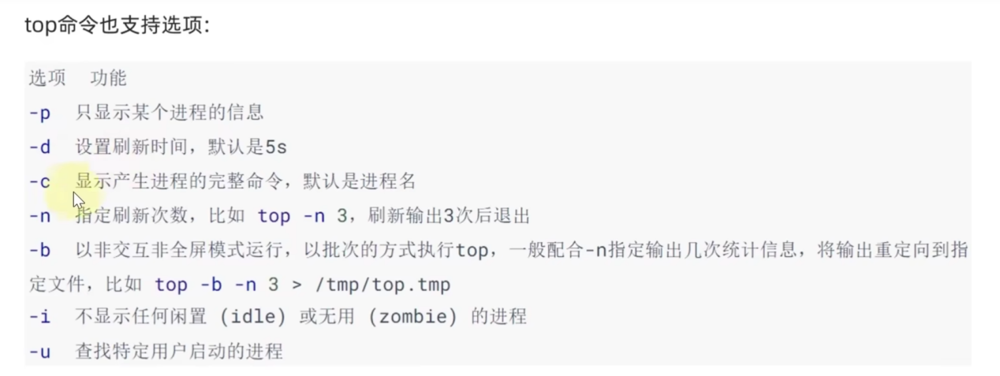 top命令也支持选项：
选项 功能
-p 只显示某个进程的信息
-d 设置刷新时间，默认是5s
-c 显示产生进程的完整命令，默认是进程名
-n 指定刷新次数，比如 top -n 3，刷新输出3次后退出
-b 以非交互非全屏模式运行，以批次的方式执行top，一般配合-n指定输出几次统计信息，将输出重定向到指
定文件，比如 top -b -n 3 > /tmp/top.tmp
-i 不显示任何闲置 (idle) 或无用 (zombie) 的进程
-u 查找特定用户启动的进程